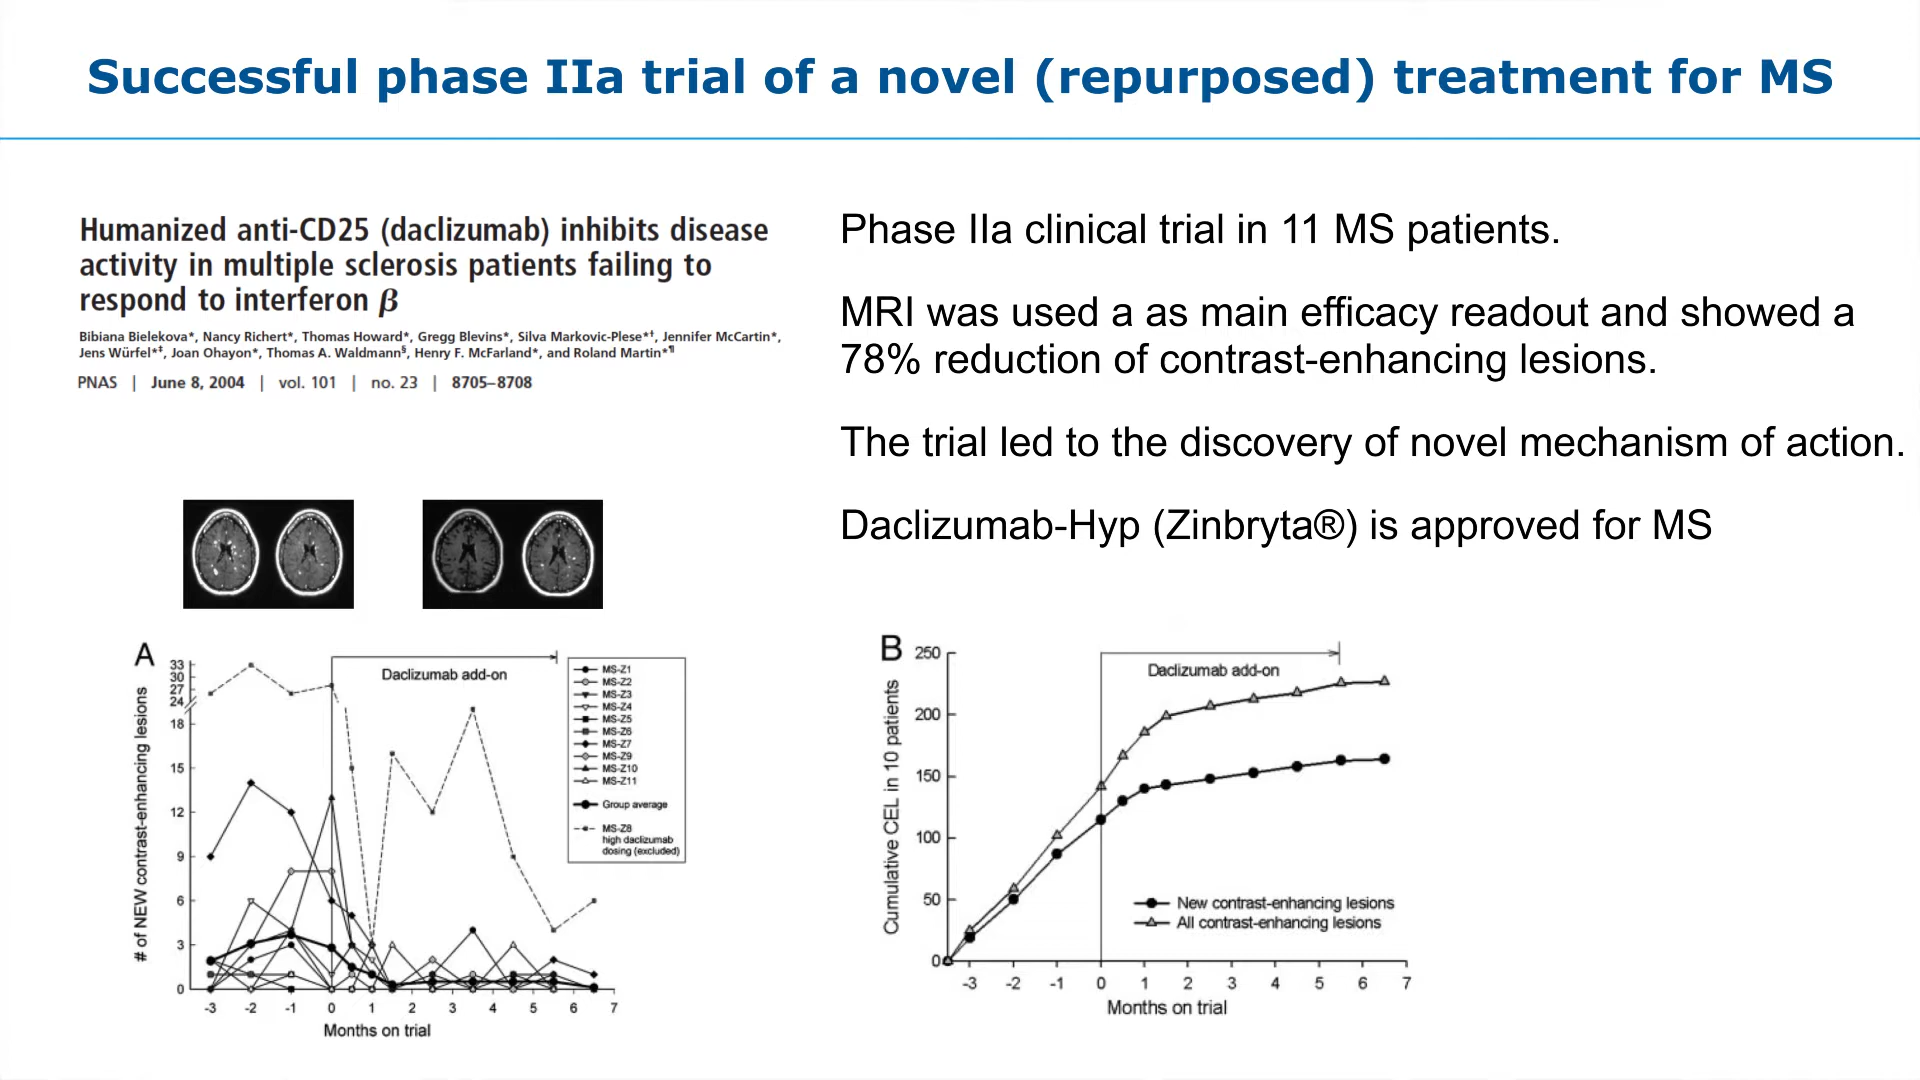 Successful phase IIa trial of a novel (repurposed) treatment for MS
Humanized anti-CD25 (daclizumab) inhibits disease
activity in multiple sclerosis patients failing to
respond to interferon β
Bibiana Bielekova*, Nancy Richert*, Thomas Howard*, Gregg Blevins*, Silva Markovic-Plese*†, Jennifer McCartin*,
Jens Würfel*‡, Joan Ohayon*, Thomas A. Waldmann§, Henry F. McFarland*, and Roland Martin*¶
PNAS | June 8, 2004 | vol. 101 | no. 23 | 8705–8708
Phase IIa clinical trial in 11 MS patients.
MRI was used a as main efficacy readout and showed a
78% reduction of contrast-enhancing lesions.
The trial led to the discovery of novel mechanism of action.
Daclizumab-Hyp (Zinbryta®) is approved for MS
A
# of NEW contrast-enhancing lesions
33
30
27
24
18
15
12
9
6
3
0
Daclizumab add-on
MS-Z1
MS-Z2
MS-Z3
MS-Z4
MS-Z5
MS-Z6
MS-Z7
MS-Z9
MS-Z10
MS-Z11
Group average
MS-Z8
high daclizumab
dosing (excluded)
-3 -2 -1 0 1 2 3 4 5 6 7
Months on trial
B
Cumulative CEL in 10 patients
250
200
150
100
50
0
Daclizumab add-on
New contrast-enhancing lesions
All contrast-enhancing lesions
-3 -2 -1 0 1 2 3 4 5 6 7
Months on trial